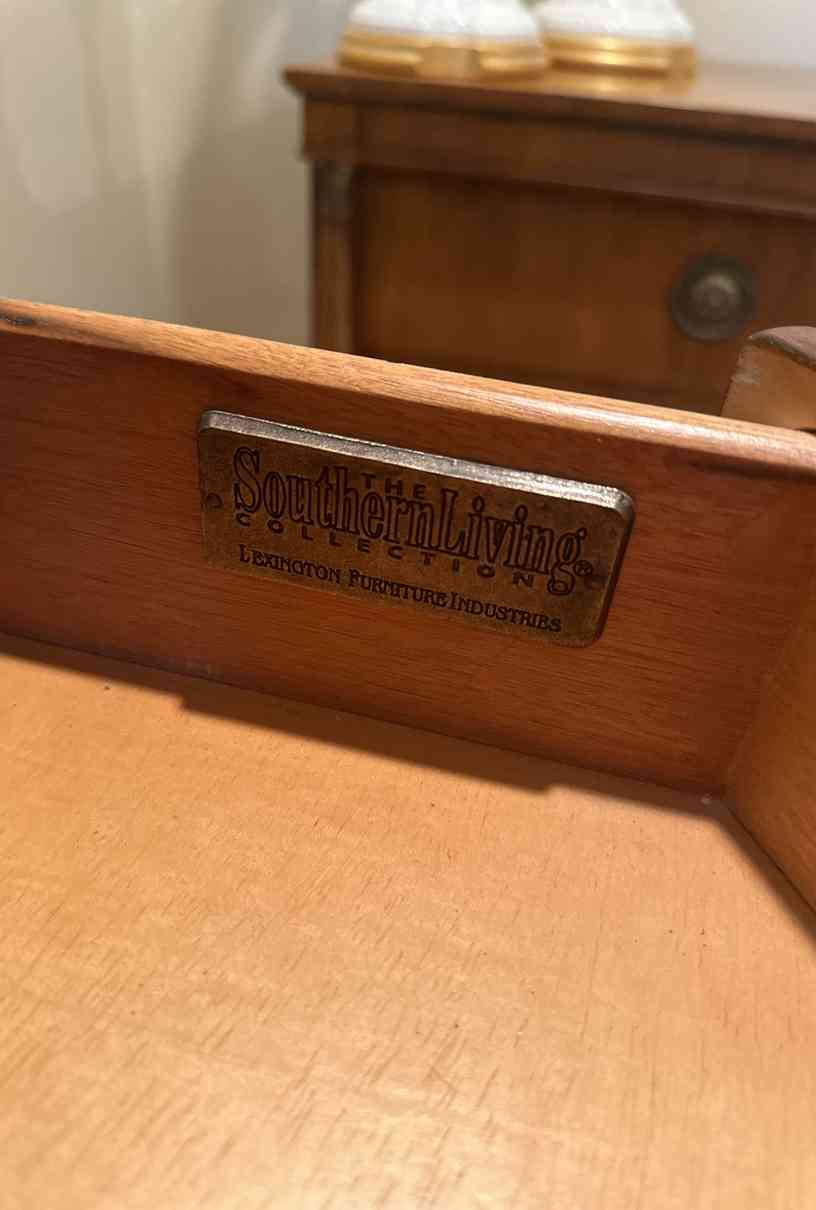 THE
SouthernLiving®
COLLECTION
LEXINGTON FURNITURE INDUSTRIES